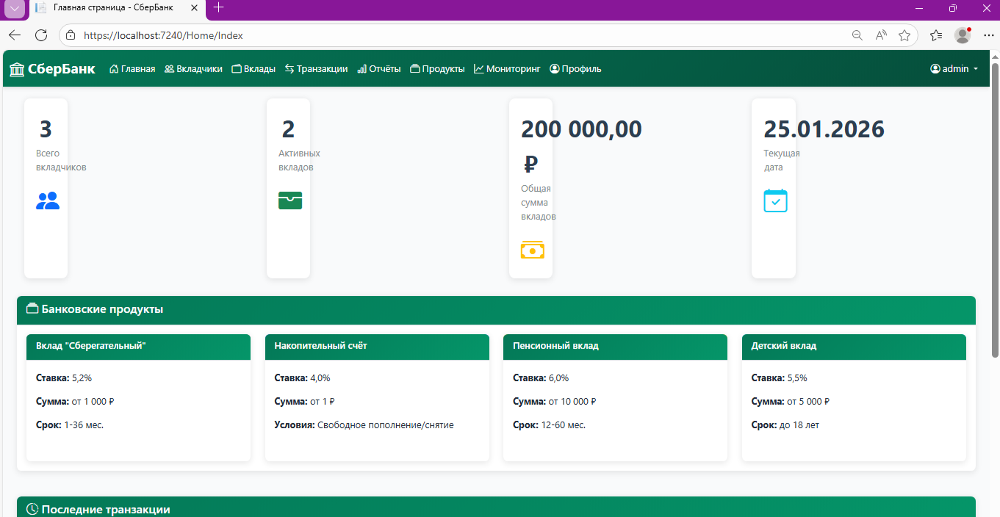 Главная страница - СберБанк
https://localhost:7240/Home/Index
СберБанк Главная Вкладчики Вклады Транзакции Отчёты Продукты Мониторинг Профиль admin
3
Всего
вкладчиков
2
Активных
вкладов
200 000,00
₽
Общая
сумма
вкладов
25.01.2026
Текущая
дата
Банковские продукты
Вклад "Сберегательный"
Ставка: 5,2%
Сумма: от 1 000 ₽
Срок: 1-36 мес.
Накопительный счёт
Ставка: 4,0%
Сумма: от 1 ₽
Условия: Свободное пополнение/снятие
Пенсионный вклад
Ставка: 6,0%
Сумма: от 10 000 ₽
Срок: 12-60 мес.
Детский вклад
Ставка: 5,5%
Сумма: от 5 000 ₽
Срок: до 18 лет
Последние транзакции